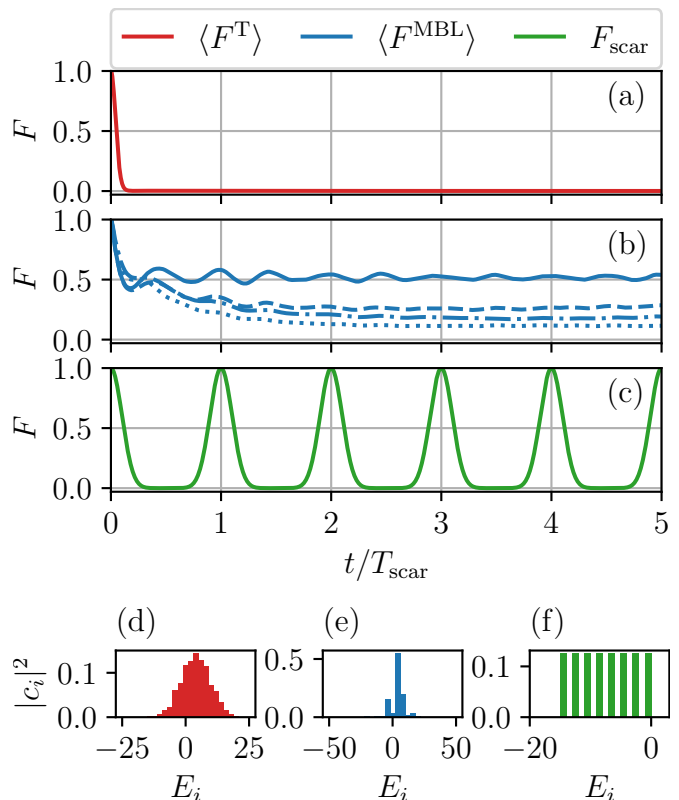 ⟨F^T⟩ ⟨F^MBL⟩ F_scar
1.0
(a)
F
0.5
0.0
1.0
(b)
F
0.5
0.0
1.0
(c)
F
0.5
0.0
0 1 2 3 4 5
t/T_scar
(d) (e) (f)
|c_i|^2
0.1
0.0
0.5
0.0
0.1
0.0
−25 0 25 −50 0 50 −20 0
E_i E_i E_i